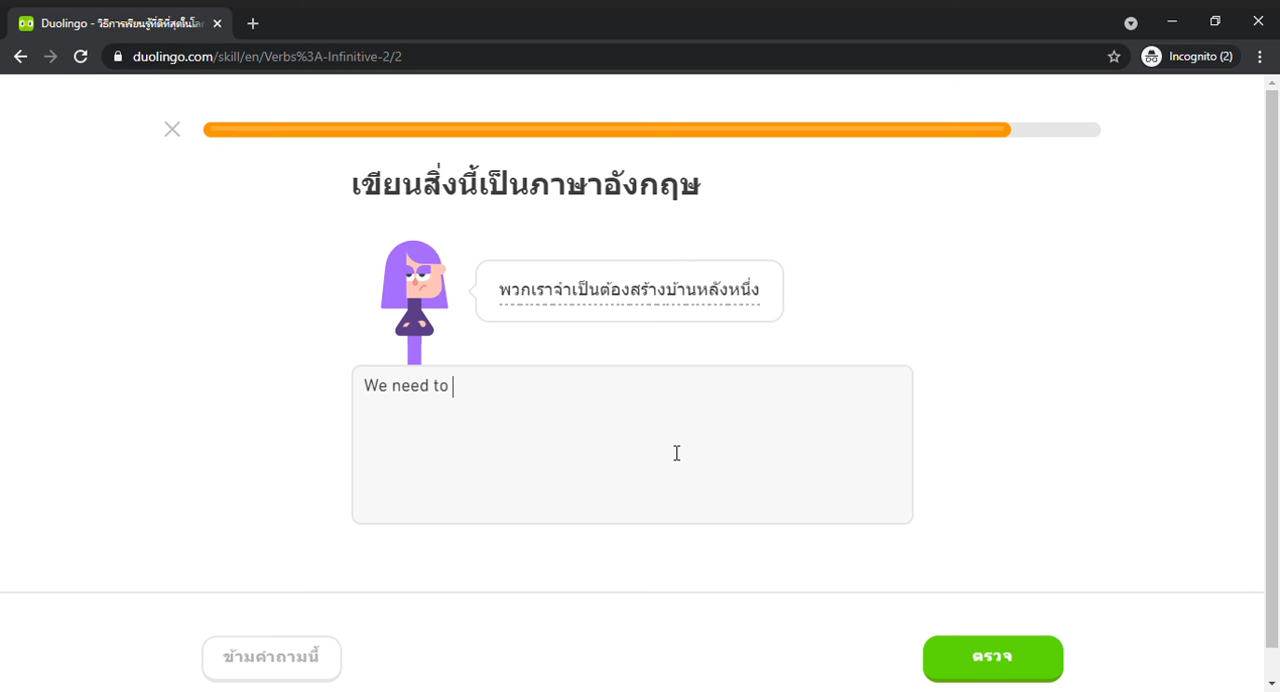 Duolingo - วิธีการเรียนรู้ที่ดีที่สุดในโล
duolingo.com/skill/en/Verbs%3A-Infinitive-2/2
Incognito (2)
เขียนสิ่งนี้เป็นภาษาอังกฤษ
พวกเราจำเป็นต้องสร้างบ้านหลังหนึ่ง
We need to
ข้ามคำถามนี้
ตรวจ